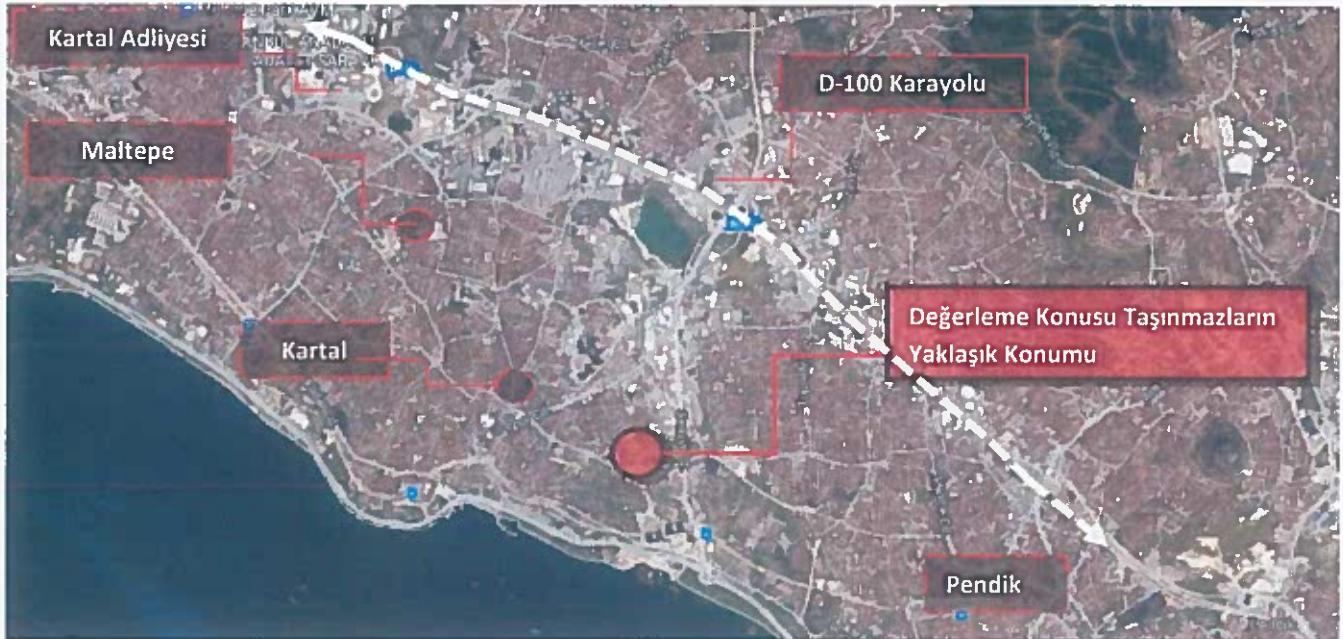 Kartal Adliyesi
D-100 Karayolu
Maltepe
Değerleme Konusu Taşınmazların
Yaklaşık Konumu
Kartal
Pendik